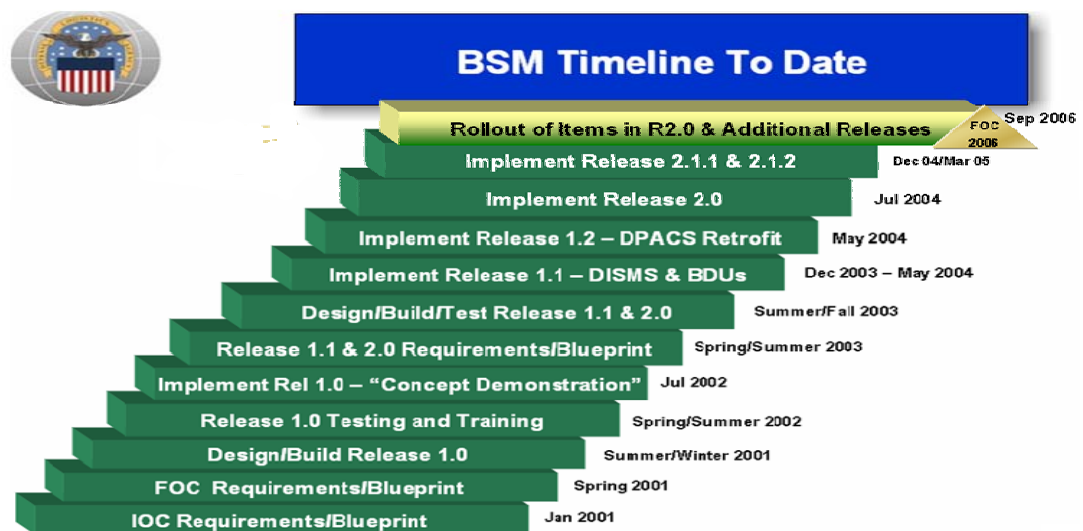 BSM Timeline To Date
Rollout of Items in R2.0 & Additional Releases
FOC
2006
Sep 2006
Implement Release 2.1.1 & 2.1.2
Dec 04/Mar 05
Implement Release 2.0
Jul 2004
Implement Release 1.2 – DPACS Retrofit
May 2004
Implement Release 1.1 – DISMS & BDUs
Dec 2003 – May 2004
Design/Build/Test Release 1.1 & 2.0
Summer/Fall 2003
Release 1.1 & 2.0 Requirements/Blueprint
Spring/Summer 2003
Implement Rel 1.0 – “Concept Demonstration”
Jul 2002
Release 1.0 Testing and Training
Spring/Summer 2002
Design/Build Release 1.0
Summer/Winter 2001
FOC Requirements/Blueprint
Spring 2001
IOC Requirements/Blueprint
Jan 2001